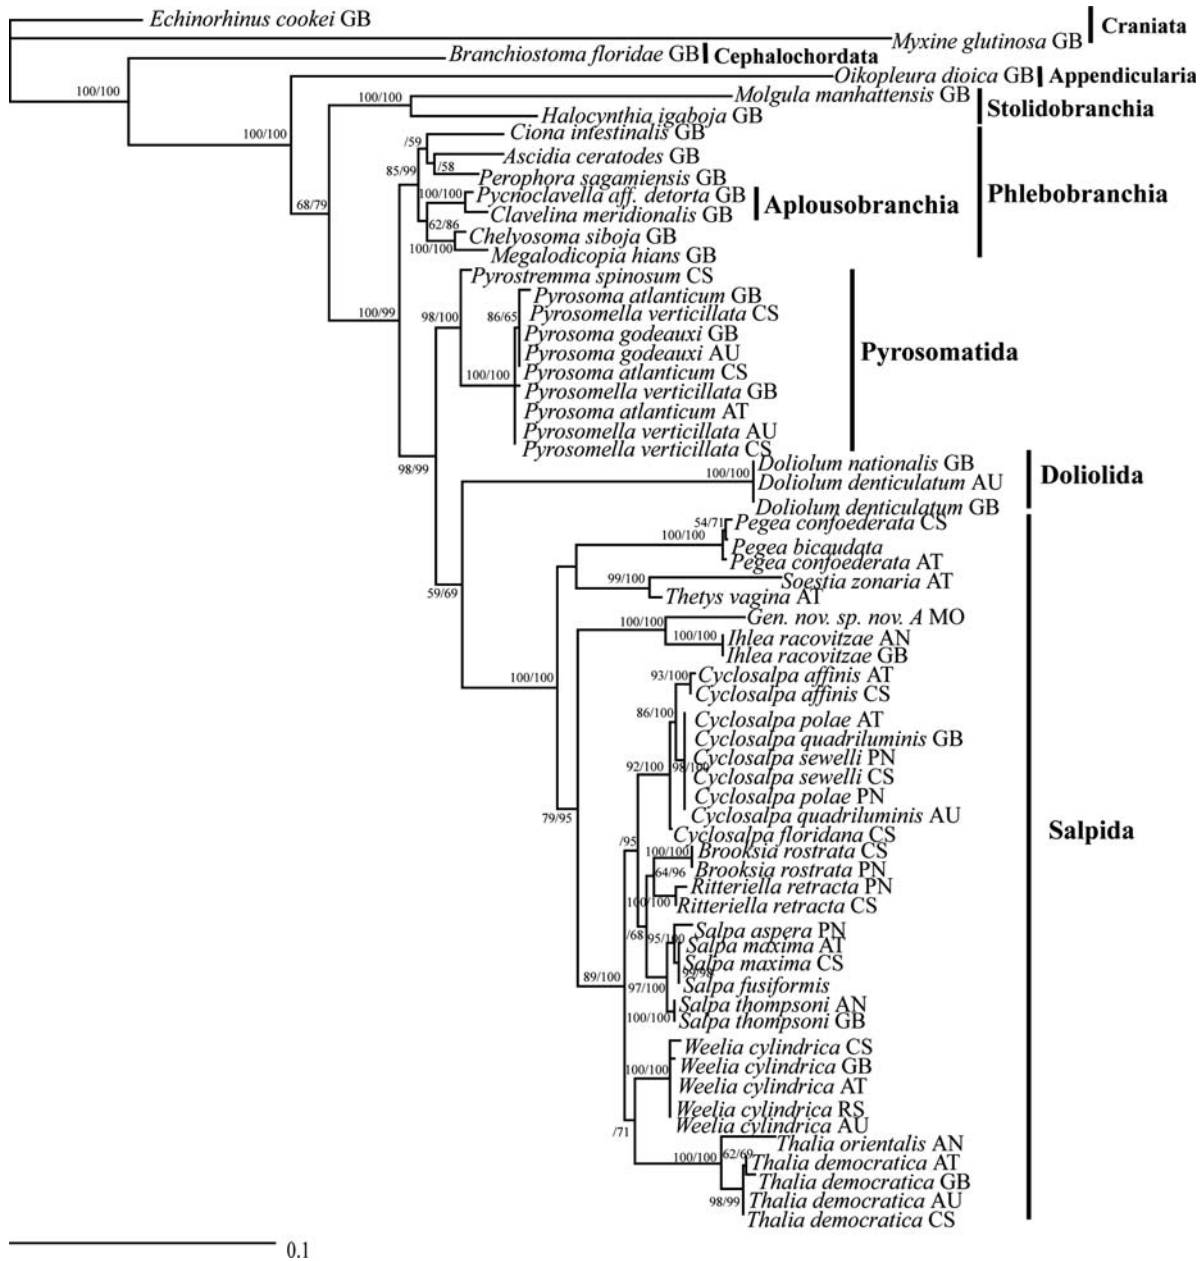 Echinorhinus cookei GB
Craniata
Myxine glutinosa GB
Branchiostoma floridae GB
Cephalochordata
Oikopleura dioica GB
Appendicularia
100/100
Molgula manhattensis GB
100/100
Stolidobranchia
Halocynthia igaboja GB
100/100
Ciona intestinalis GB
/59
Ascidia ceratodes GB
/58
85/99
Perophora sagamiensis GB
Phlebobranchia
100/100
Pycnoclavella aff. detorta GB
Aplousobranchia
68/79
Clavelina meridionalis GB
62/86
Chelyosoma siboja GB
100/100
Megalodicopia hians GB
Pyrostremma spinosum CS
Pyrosoma atlanticum GB
100/99
98/100
86/65
Pyrosomella verticillata CS
Pyrosoma godeauxi GB
Pyrosoma godeauxi AU
Pyrosomatida
100/100
Pyrosoma atlanticum CS
Pyrosomella verticillata GB
Pyrosoma atlanticum AT
Pyrosomella verticillata AU
Pyrosomella verticillata CS
98/99
Doliolum nationalis GB
100/100
Doliolum denticulatum AU
Doliolida
Doliolum denticulatum GB
54/71
Pegea confoederata CS
100/100
Pegea bicaudata
Pegea confoederata AT
99/100
Soestia zonaria AT
59/69
Thetys vagina AT
100/100
Gen. nov. sp. nov. A MO
100/100
Ihlea racovitzae AN
Ihlea racovitzae GB
100/100
93/100
Cyclosalpa affinis AT
Cyclosalpa affinis CS
86/100
Cyclosalpa polae AT
Cyclosalpa quadriluminis GB
92/100
98/100
Cyclosalpa sewelli PN
Cyclosalpa sewelli CS
Cyclosalpa polae PN
79/95
Cyclosalpa quadriluminis AU
Salpida
Cyclosalpa floridana CS
/95
100/100
Brooksia rostrata CS
64/96
Brooksia rostrata PN
Ritteriella retracta PN
100/100
Ritteriella retracta CS
/68
95/100
Salpa aspera PN
Salpa maxima AT
Salpa maxima CS
89/100
99/98
97/100
Salpa fusiformis
Salpa thompsoni AN
100/100
Salpa thompsoni GB
Weelia cylindrica CS
100/100
Weelia cylindrica GB
Weelia cylindrica AT
Weelia cylindrica RS
Weelia cylindrica AU
/71
Thalia orientalis AN
100/100
62/69
Thalia democratica AT
Thalia democratica GB
98/99
Thalia democratica AU
Thalia democratica CS
0.1